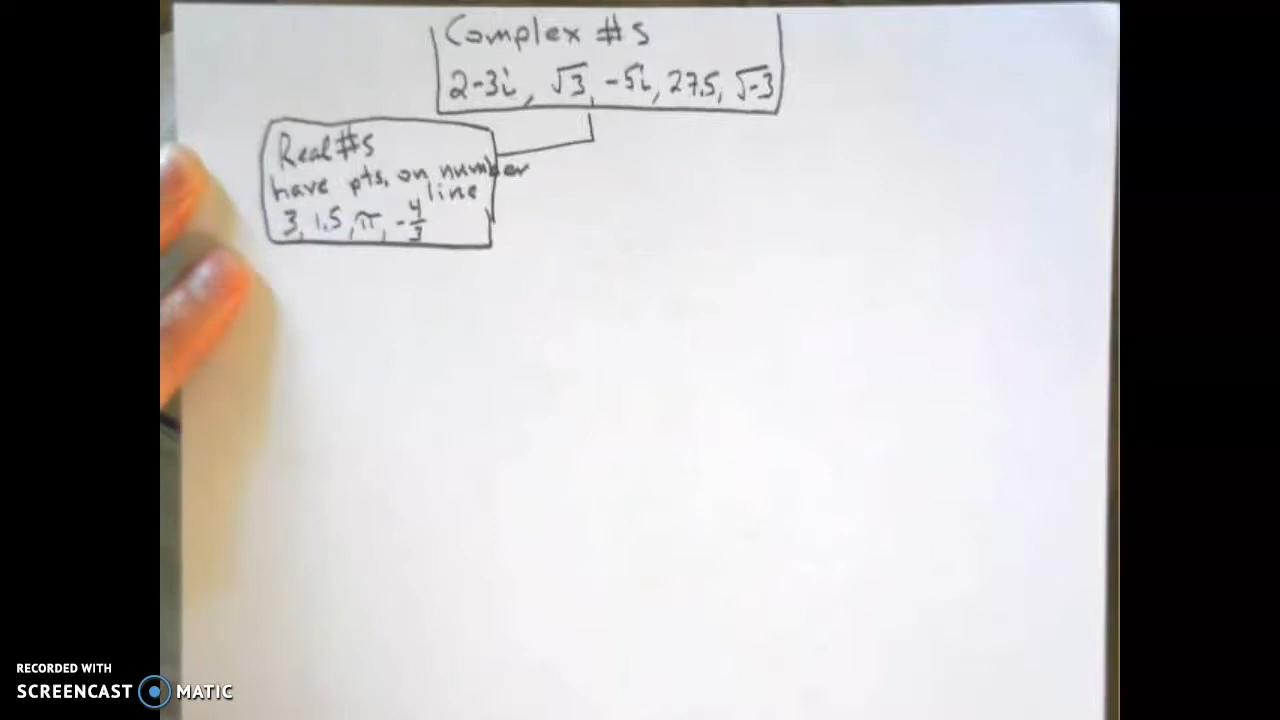 Complex #s
2-3i, √3, -5i, 27.5, √-3
Real #s
have pts. on number
line
3, 1.5, π, -4/3
RECORDED WITH
SCREENCAST MATIC